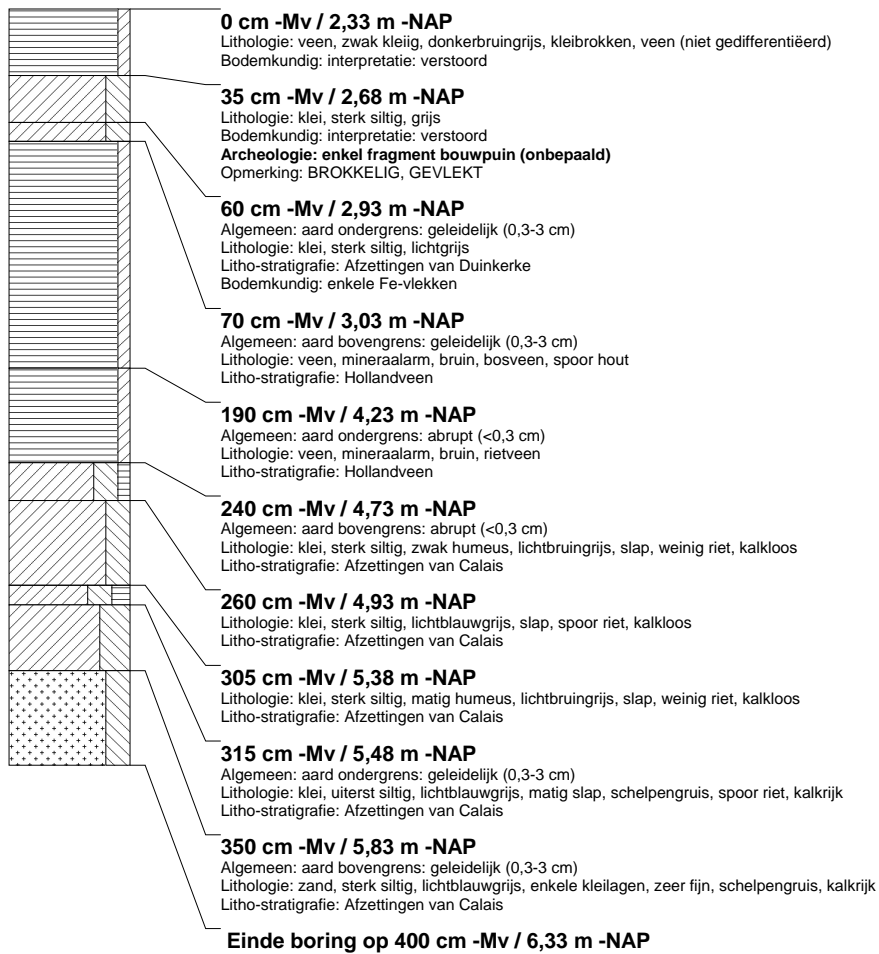 0 cm -Mv / 2,33 m -NAP
Lithologie: veen, zwak kleiig, donkerbruingrijs, kleibrokken, veen (niet gedifferentiëerd)
Bodemkundig: interpretatie: verstoord
35 cm -Mv / 2,68 m -NAP
Lithologie: klei, sterk siltig, grijs
Bodemkundig: interpretatie: verstoord
Archeologie: enkel fragment bouwpuin (onbepaald)
Opmerking: BROKKELIG, GEVLEKT
60 cm -Mv / 2,93 m -NAP
Algemeen: aard ondergrens: geleidelijk (0,3-3 cm)
Lithologie: klei, sterk siltig, lichtgrijs
Litho-stratigrafie: Afzettingen van Duinkerke
Bodemkundig: enkele Fe-vlekken
70 cm -Mv / 3,03 m -NAP
Algemeen: aard bovengrens: geleidelijk (0,3-3 cm)
Lithologie: veen, mineraalarm, bruin, bosveen, spoor hout
Litho-stratigrafie: Hollandveen
190 cm -Mv / 4,23 m -NAP
Algemeen: aard ondergrens: abrupt (<0,3 cm)
Lithologie: veen, mineraalarm, bruin, rietveen
Litho-stratigrafie: Hollandveen
240 cm -Mv / 4,73 m -NAP
Algemeen: aard bovengrens: abrupt (<0,3 cm)
Lithologie: klei, sterk siltig, zwak humeus, lichtbruingrijs, slap, weinig riet, kalkloos
Litho-stratigrafie: Afzettingen van Calais
260 cm -Mv / 4,93 m -NAP
Lithologie: klei, sterk siltig, lichtblauwgrijs, slap, spoor riet, kalkloos
Litho-stratigrafie: Afzettingen van Calais
305 cm -Mv / 5,38 m -NAP
Lithologie: klei, sterk siltig, matig humeus, lichtbruingrijs, slap, weinig riet, kalkloos
Litho-stratigrafie: Afzettingen van Calais
315 cm -Mv / 5,48 m -NAP
Algemeen: aard ondergrens: geleidelijk (0,3-3 cm)
Lithologie: klei, uiterst siltig, lichtblauwgrijs, matig slap, schelpengruis, spoor riet, kalkrijk
Litho-stratigrafie: Afzettingen van Calais
350 cm -Mv / 5,83 m -NAP
Algemeen: aard bovengrens: geleidelijk (0,3-3 cm)
Lithologie: zand, sterk siltig, lichtblauwgrijs, enkele kleilagen, zeer fijn, schelpengruis, kalkrijk
Litho-stratigrafie: Afzettingen van Calais
Einde boring op 400 cm -Mv / 6,33 m -NAP